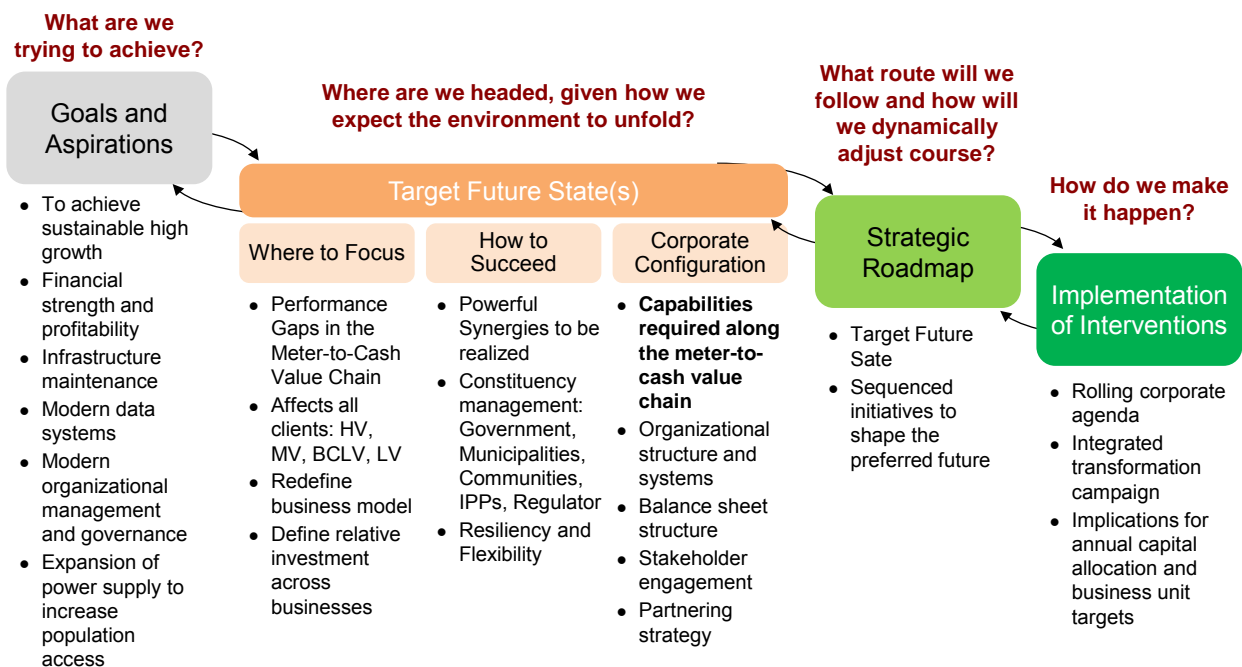 What are we
trying to achieve?
Goals and
Aspirations
• To achieve
sustainable high
growth
• Financial
strength and
profitability
• Infrastructure
maintenance
• Modern data
systems
• Modern
organizational
management
and governance
• Expansion of
power supply to
increase
population
access
Where are we headed, given how we
expect the environment to unfold?
Target Future State(s)
Where to Focus
• Performance
Gaps in the
Meter-to-Cash
Value Chain
• Affects all
clients: HV,
MV, BCLV, LV
• Redefine
business model
• Define relative
investment
across
businesses
How to
Succeed
• Powerful
Synergies to be
realized
• Constituency
management:
Government,
Municipalities,
Communities,
IPPs, Regulator
• Resiliency and
Flexibility
Corporate
Configuration
• Capabilities
required along
the meter-to-
cash value
chain
• Organizational
structure and
systems
• Balance sheet
structure
• Stakeholder
engagement
• Partnering
strategy
What route will we
follow and how will
we dynamically
adjust course?
Strategic
Roadmap
• Target Future
Sate
• Sequenced
initiatives to
shape the
preferred future
How do we make
it happen?
Implementation
of Interventions
• Rolling corporate
agenda
• Integrated
transformation
campaign
• Implications for
annual capital
allocation and
business unit
targets